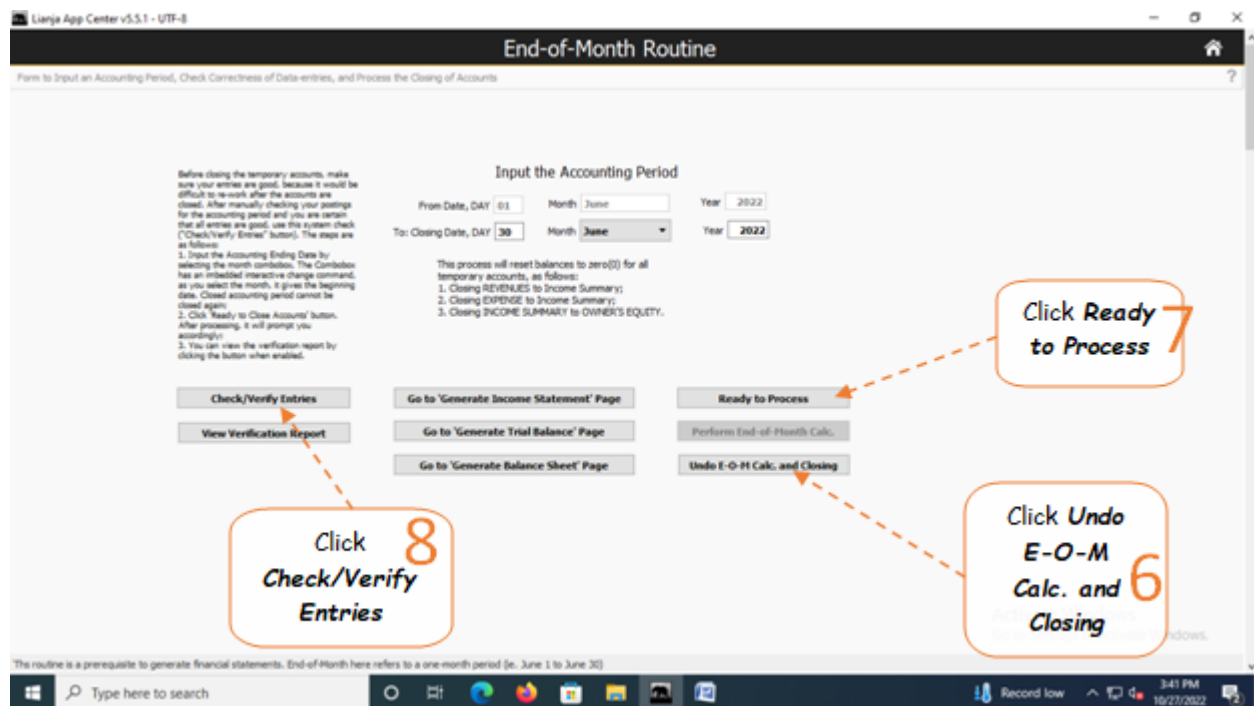 Lianja App Center v5.5.1 - UTF-8
End-of-Month Routine
Form to Input an Accounting Period, Check Correctness of Data-entries, and Process the Closing of Accounts
?
Before closing the temporary accounts, make
sure your entries are good, because it would be
difficult to re-work after the accounts are
closed. After manually checking your postings
for the accounting period and you are certain
that all entries are good, use this system check
("Check/Verify Entries" button). The steps are
as follows:
1. Input the Accounting Ending Date by
selecting the month combobox. The Combobox
has an imbedded interactive change command,
as you select the month, it gives the beginning
date. Closed accounting period cannot be
closed again;
2. Click 'Ready to Close Accounts' button.
After processing, it will prompt you
accordingly;
3. You can view the verification report by
clicking the button when enabled.
Input the Accounting Period
From Date, DAY 01 Month June Year 2022
To: Closing Date, DAY 30 Month June Year 2022
This process will reset balances to zero(0) for all
temporary accounts, as follows:
1. Closing REVENUES to Income Summary;
2. Closing EXPENSE to Income Summary;
3. Closing INCOME SUMMARY to OWNER'S EQUITY.
Click Ready
to Process
7
Check/Verify Entries
Go to 'Generate Income Statement' Page
Ready to Process
View Verification Report
Go to 'Generate Trial Balance' Page
Perform End-of-Month Calc.
Go to 'Generate Balance Sheet' Page
Undo E-O-M Calc. and Closing
Click
Check/Verify
Entries
8
Click Undo
E-O-M
Calc. and
Closing
6
This routine is a prerequisite to generate financial statements. End-of-Month here refers to a one-month period (ie. June 1 to June 30)
Type here to search
Record low
3:41 PM
10/27/2022
2